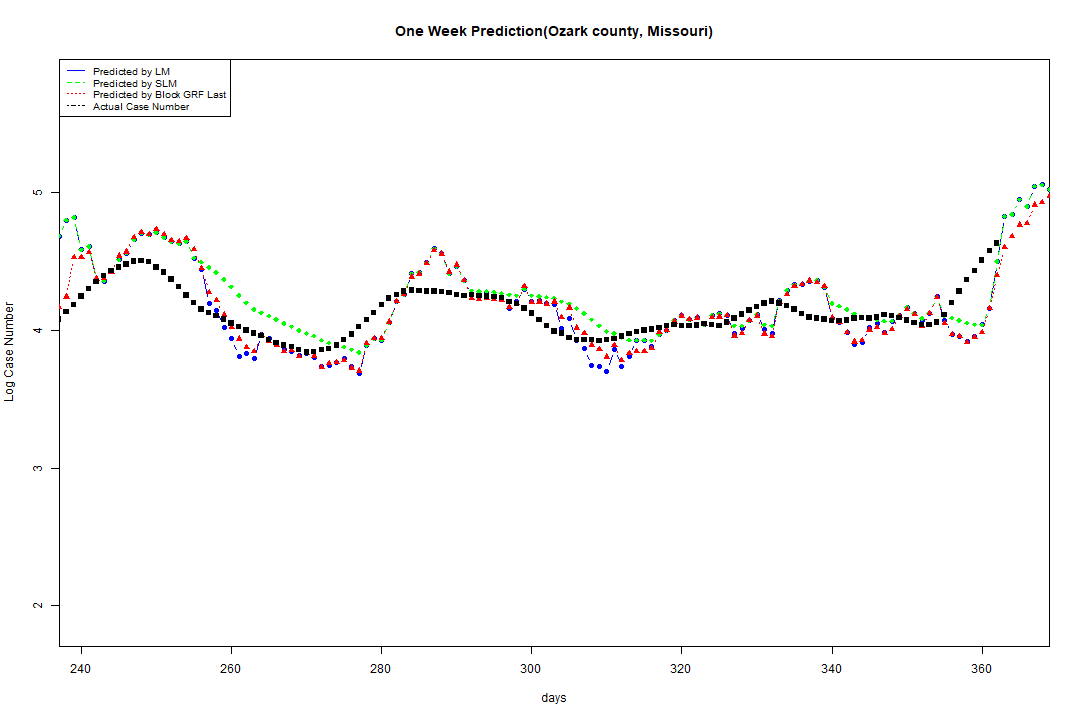 One Week Prediction(Ozark county, Missouri)
Predicted by LM
Predicted by SLM
Predicted by Block GRF Last
Actual Case Number
5
4
3
2
Log Case Number
240 260 280 300 320 340 360
days